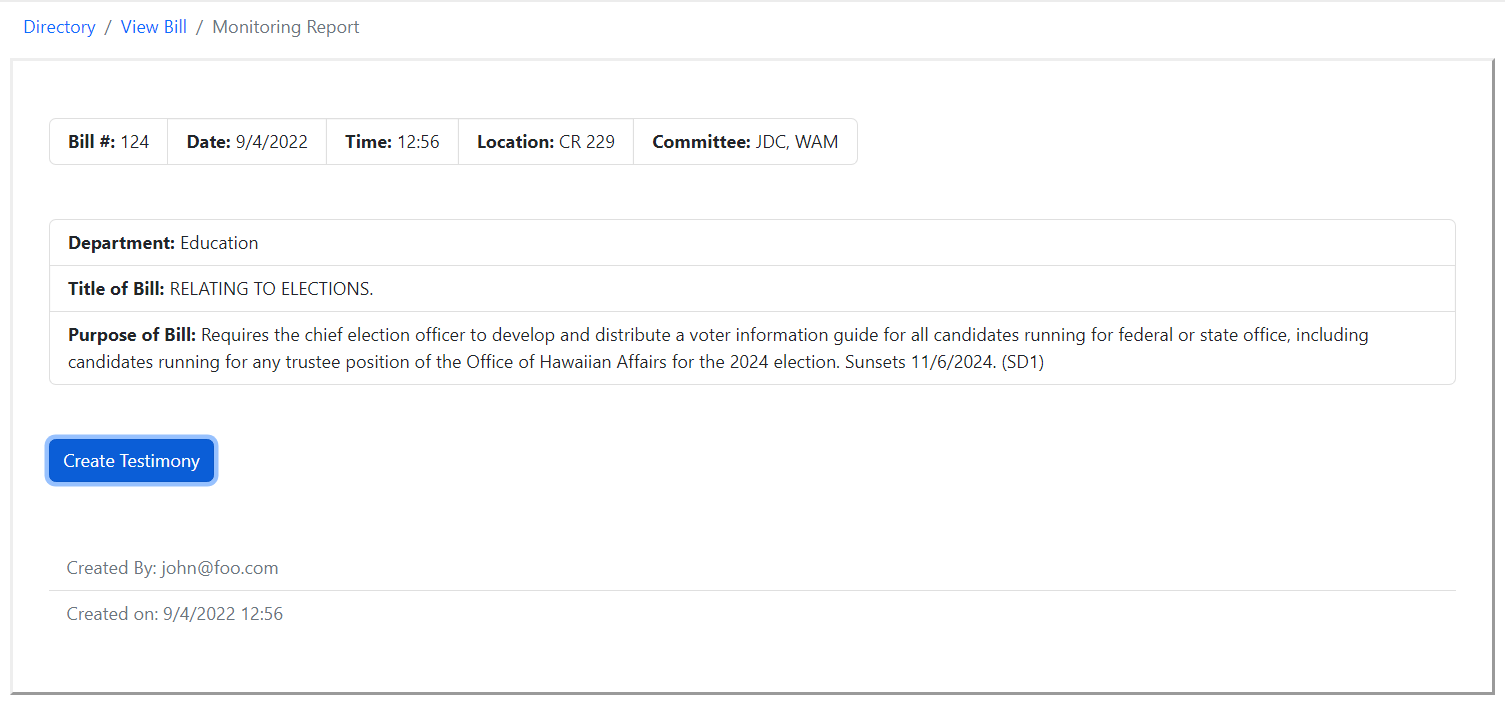 Directory / View Bill / Monitoring Report
Bill #: 124 Date: 9/4/2022 Time: 12:56 Location: CR 229 Committee: JDC, WAM
Department: Education
Title of Bill: RELATING TO ELECTIONS.
Purpose of Bill: Requires the chief election officer to develop and distribute a voter information guide for all candidates running for federal or state office, including
candidates running for any trustee position of the Office of Hawaiian Affairs for the 2024 election. Sunsets 11/6/2024. (SD1)
Create Testimony
Created By: john@foo.com
Created on: 9/4/2022 12:56